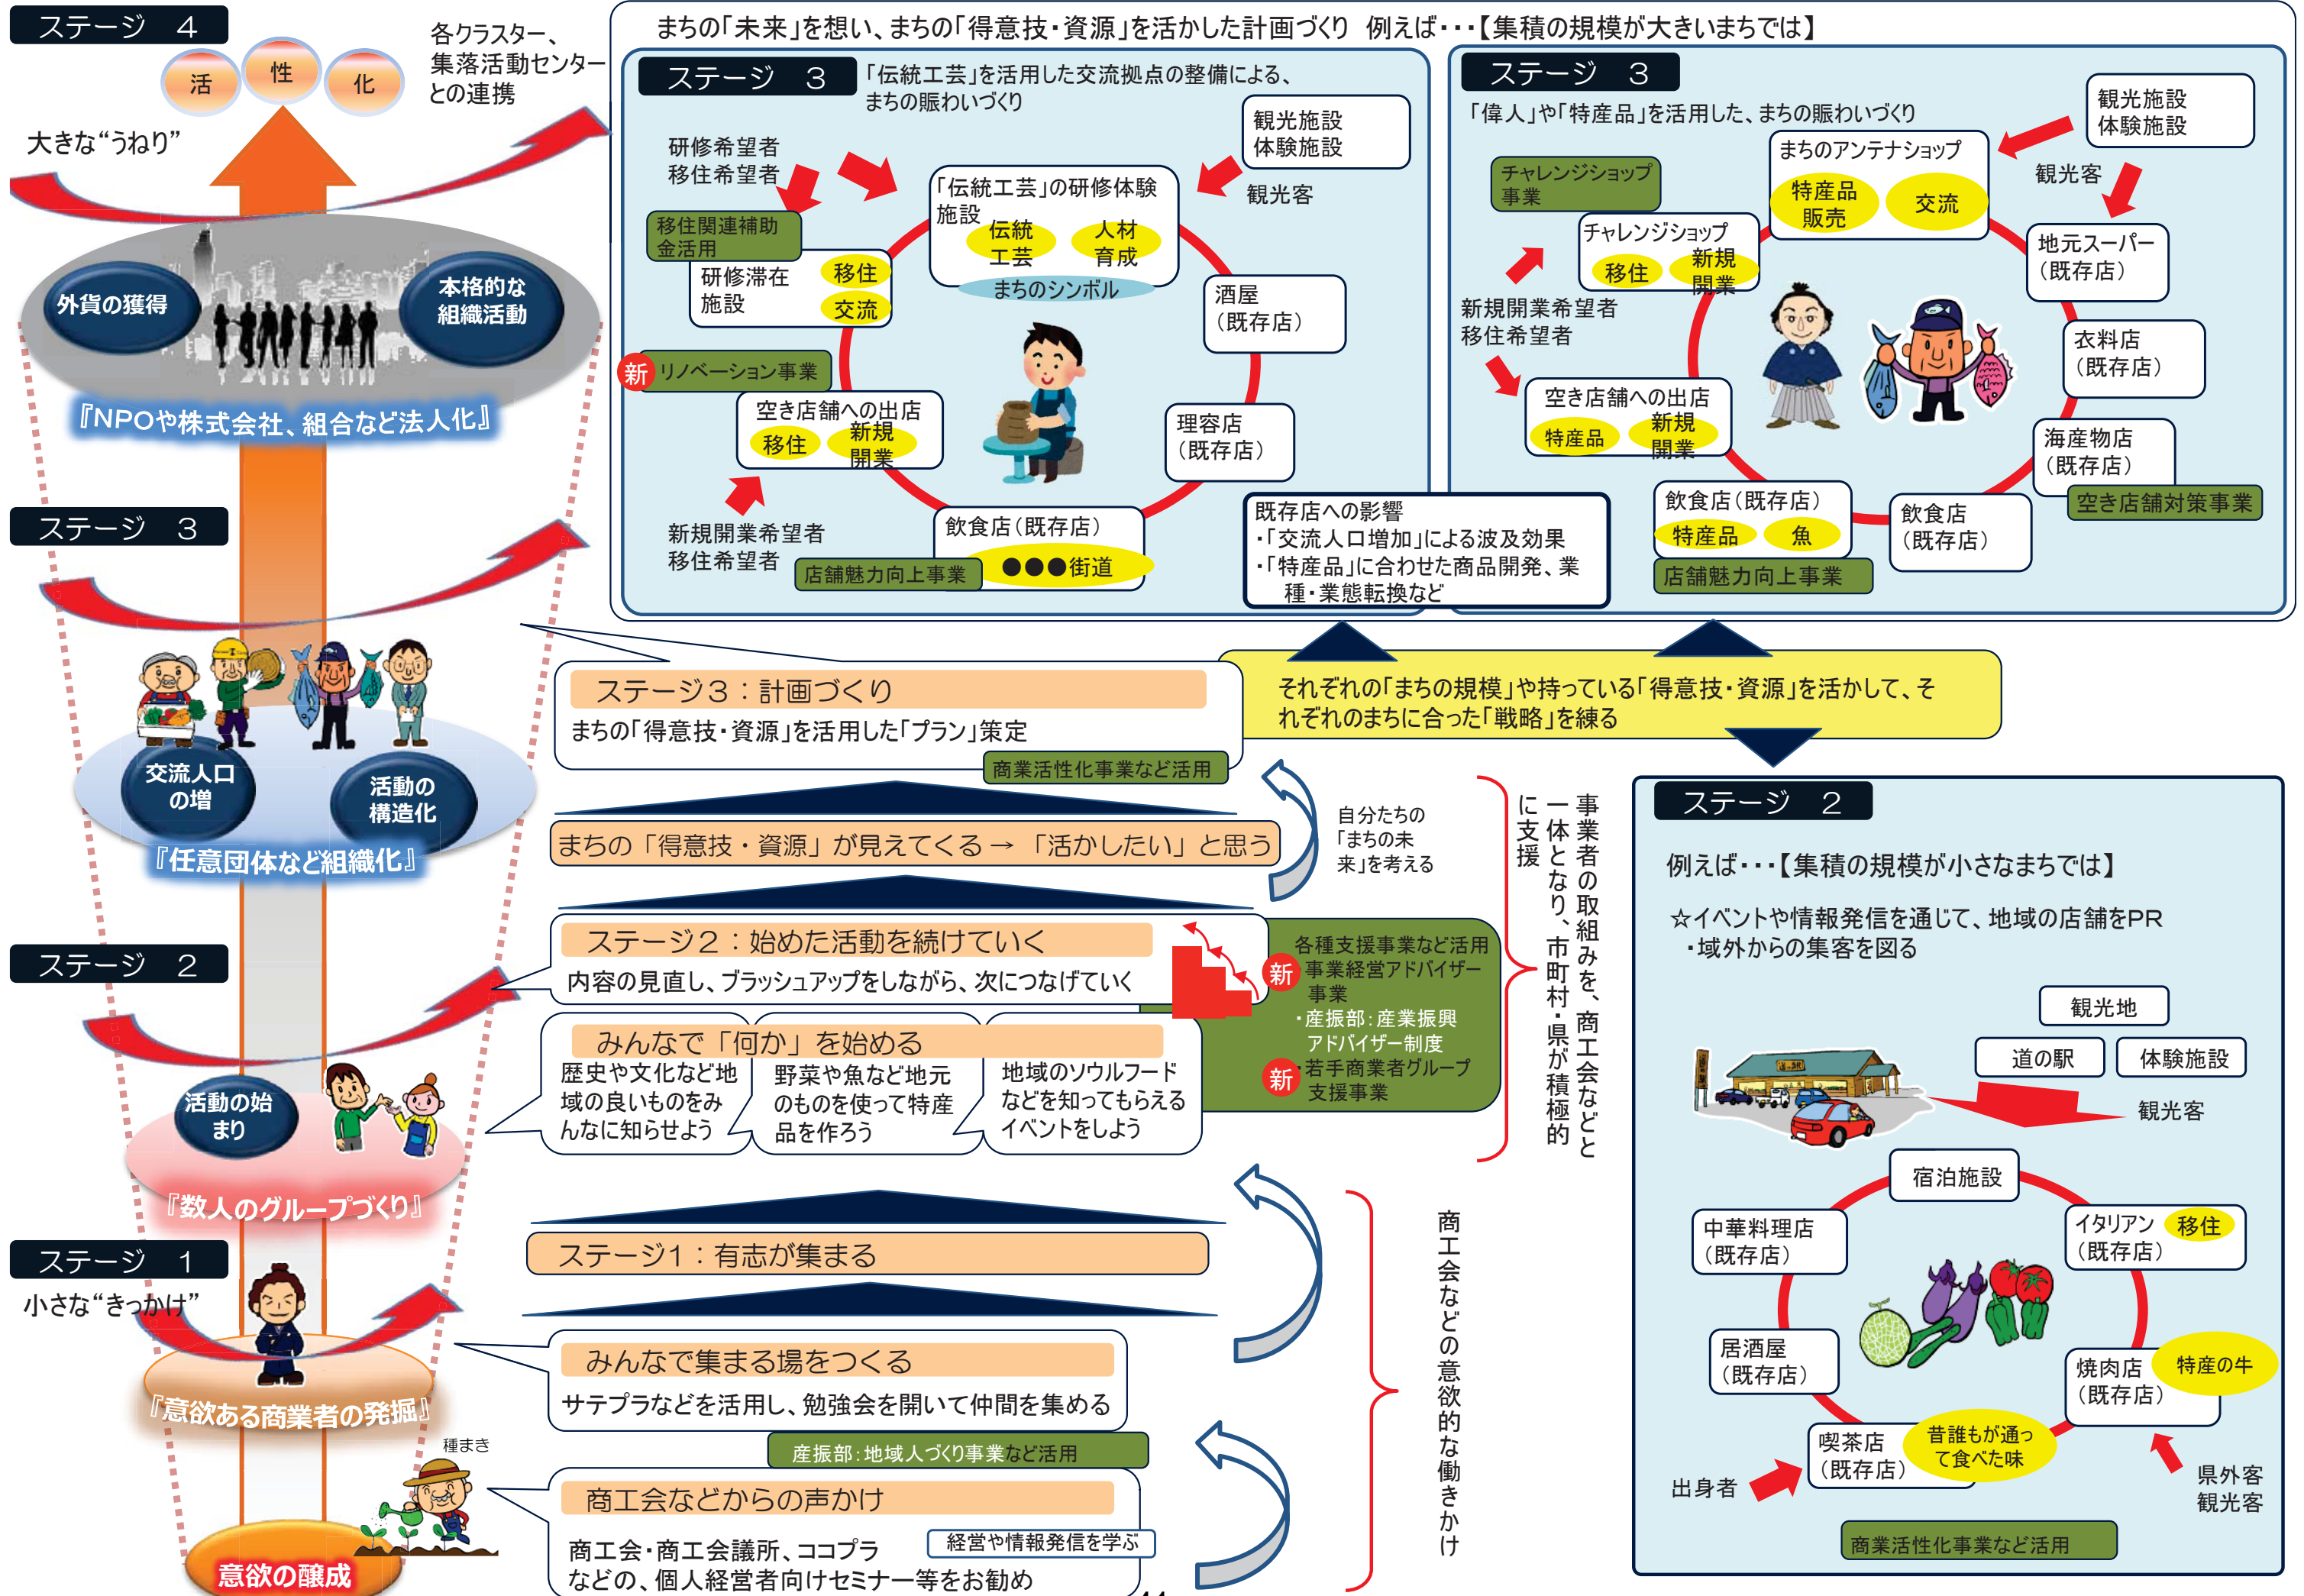 ステージ　4
活
性
化
各クラスター、
集落活動センター
との連携
大きな“うねり”
外貨の獲得
本格的な
組織活動
『NPOや株式会社、組合など法人化』
ステージ　3
交流人口
の増
活動の
構造化
『任意団体など組織化』
ステージ　2
活動の始
まり
『数人のグループづくり』
ステージ　1
小さな“きっかけ”
『意欲ある商業者の発掘』
種まき
意欲の醸成
まちの「未来」を想い、まちの「得意技・資源」を活かした計画づくり 例えば・・・【集積の規模が大きいまちでは】
ステージ　3
「伝統工芸」を活用した交流拠点の整備による、
まちの賑わいづくり
研修希望者
移住希望者
観光施設
体験施設
観光客
「伝統工芸」の研修体験
施設
伝統
工芸
人材
育成
まちのシンボル
移住関連補助
金活用
研修滞在
施設
移住
交流
酒屋
（既存店）
新
リノベーション事業
空き店舗への出店
移住
新規
開業
理容店
（既存店）
新規開業希望者
移住希望者
飲食店（既存店）
●●●街道
店舗魅力向上事業
ステージ　3
「偉人」や「特産品」を活用した、まちの賑わいづくり
観光施設
体験施設
観光客
まちのアンテナショップ
特産品
販売
交流
チャレンジショップ
事業
チャレンジショップ
移住
新規
開業
地元スーパー
（既存店）
新規開業希望者
移住希望者
衣料店
（既存店）
空き店舗への出店
特産品
新規
開業
海産物店
（既存店）
空き店舗対策事業
飲食店（既存店）
特産品
魚
店舗魅力向上事業
飲食店
（既存店）
既存店への影響
・「交流人口増加」による波及効果
・「特産品」に合わせた商品開発、業
種・業態転換など
ステージ3：計画づくり
まちの「得意技・資源」を活用した「プラン」策定
商業活性化事業など活用
それぞれの「まちの規模」や持っている「得意技・資源」を活かして、そ
れぞれのまちに合った「戦略」を練る
まちの「得意技・資源」が見えてくる→「活かしたい」と思う
自分たちの
「まちの未
来」を考える
ステージ2：始めた活動を続けていく
内容の見直し、ブラッシュアップをしながら、次につなげていく
各種支援事業など活用
新
・事業経営アドバイザー
事業
・産振部：産業振興
アドバイザー制度
新
・若手商業者グループ
支援事業
みんなで「何か」を始める
歴史や文化など地
域の良いものをみ
んなに知らせよう
野菜や魚など地元
のものを使って特産
品を作ろう
地域のソウルフード
などを知ってもらえる
イベントをしよう
事業者の取組みを、商工会などと
一体となり、市町村・県が積極的
に支援
ステージ1：有志が集まる
みんなで集まる場をつくる
サテプラなどを活用し、勉強会を開いて仲間を集める
産振部：地域人づくり事業など活用
商工会などからの声かけ
経営や情報発信を学ぶ
商工会・商工会議所、ココプラ
などの、個人経営者向けセミナー等をお勧め
商工会などの意欲的な働きかけ
ステージ　2
例えば・・・【集積の規模が小さなまちでは】
☆イベントや情報発信を通じて、地域の店舗をPR
・域外からの集客を図る
観光地
道の駅
体験施設
観光客
宿泊施設
中華料理店
（既存店）
イタリアン
（既存店）
移住
居酒屋
（既存店）
焼肉店
（既存店）
特産の牛
喫茶店
（既存店）
昔誰もが通っ
て食べた味
出身者
県外客
観光客
商業活性化事業など活用